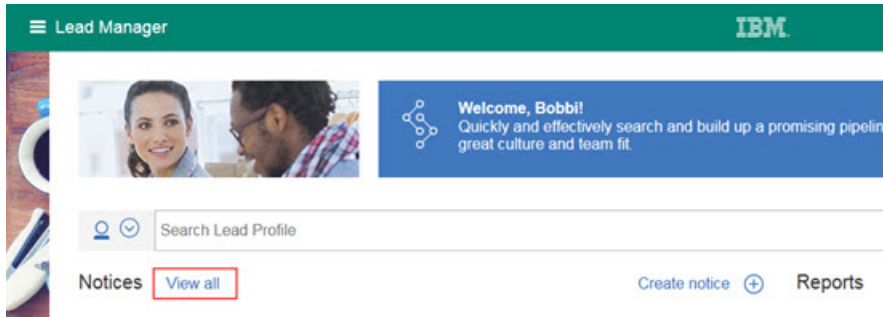 Lead Manager
IBM.
Welcome, Bobbi!
Quickly and effectively search and build up a promising
great culture and team fit.
Search Lead Profile
Notices View all Create notice Reports